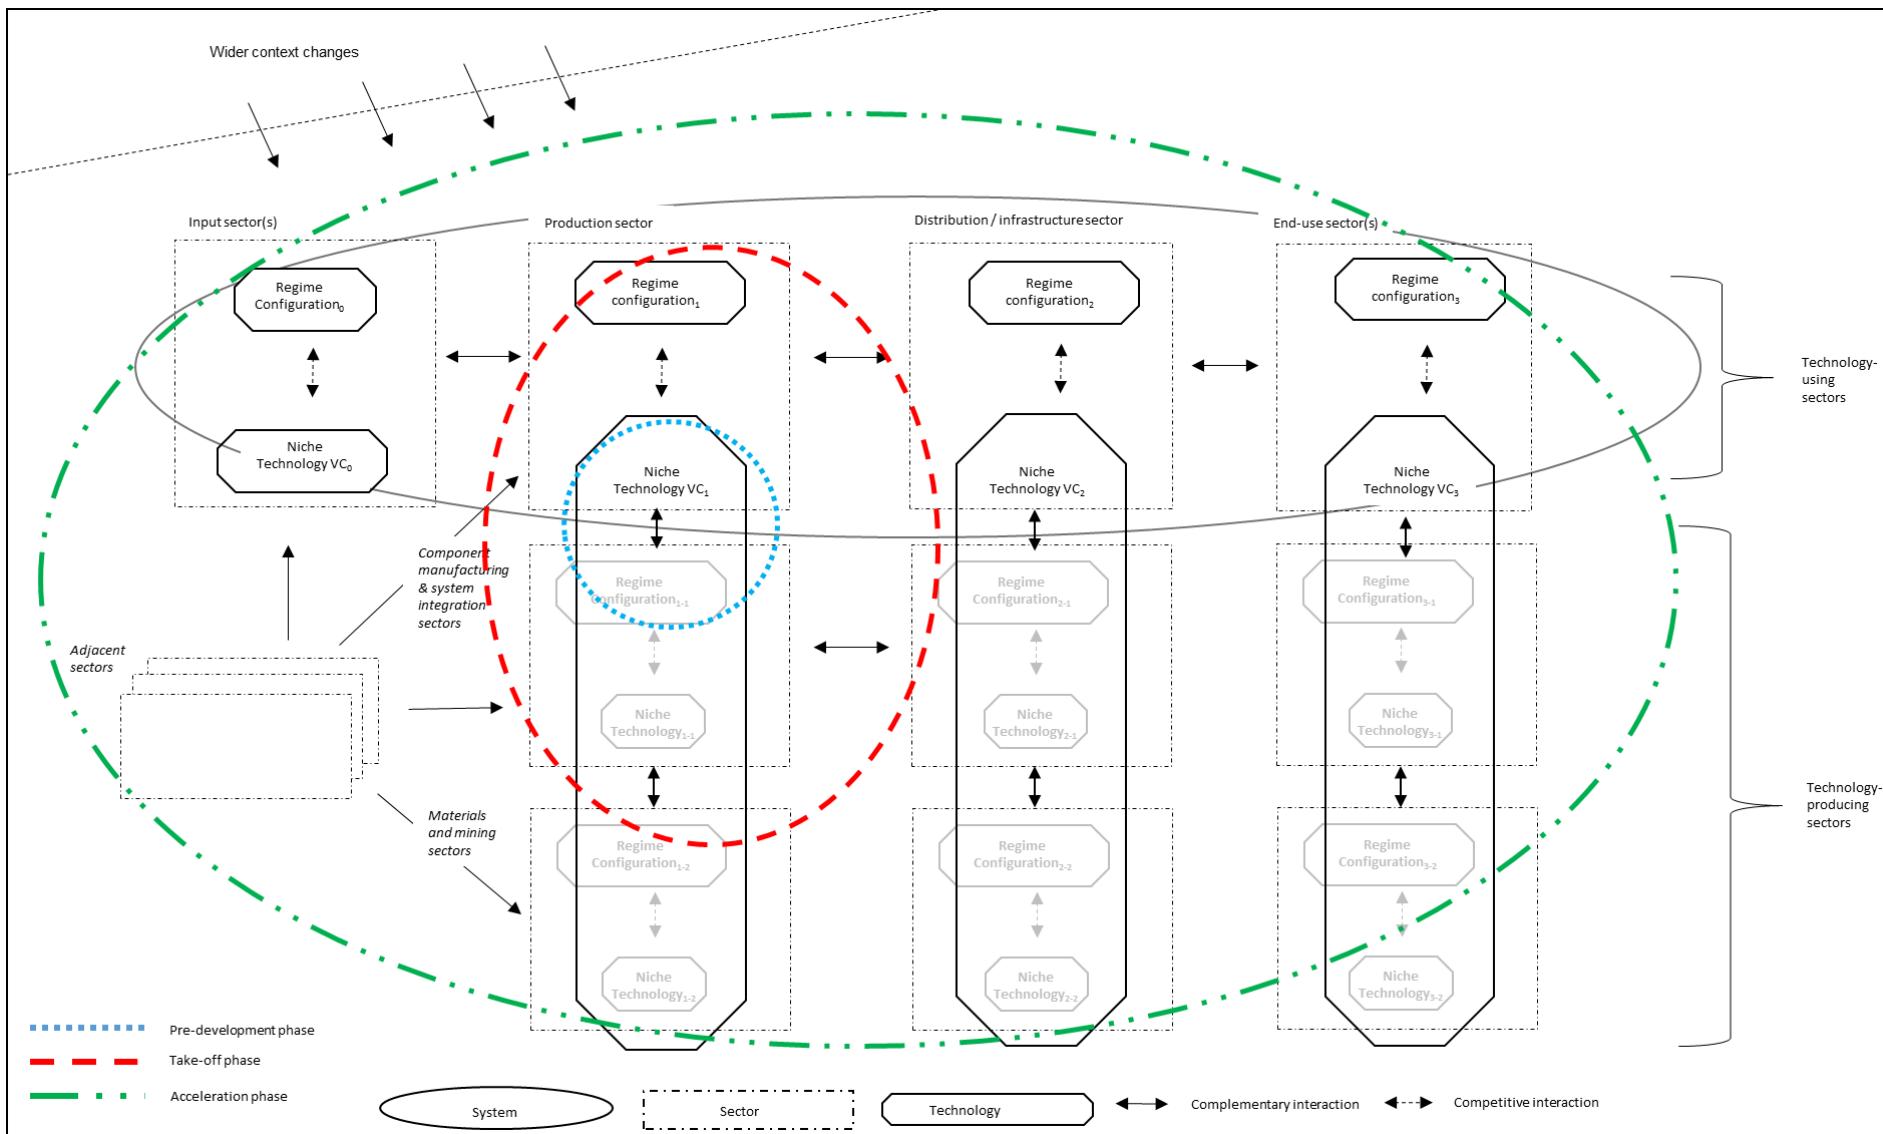 Wider context changes
Input sector(s)
Production sector
Distribution / infrastructure sector
End-use sector(s)
Regime
Configuration0
Regime
configuration1
Regime
configuration2
Regime
configuration3
Technology-
using
sectors
Niche
Technology VC0
Niche
Technology VC1
Niche
Technology VC2
Niche
Technology VC3
Component
manufacturing
& system
integration
sectors
Regime
Configuration1-1
Regime
Configuration2-1
Regime
Configuration3-1
Adjacent
sectors
Niche
Technology1-1
Niche
Technology2-1
Niche
Technology3-1
Technology-
producing
sectors
Materials
and mining
sectors
Regime
Configuration1-2
Regime
Configuration2-2
Regime
Configuration3-2
Niche
Technology1-2
Niche
Technology2-2
Niche
Technology3-2
Pre-development phase
Take-off phase
Acceleration phase
System
Sector
Technology
Complementary interaction
Competitive interaction